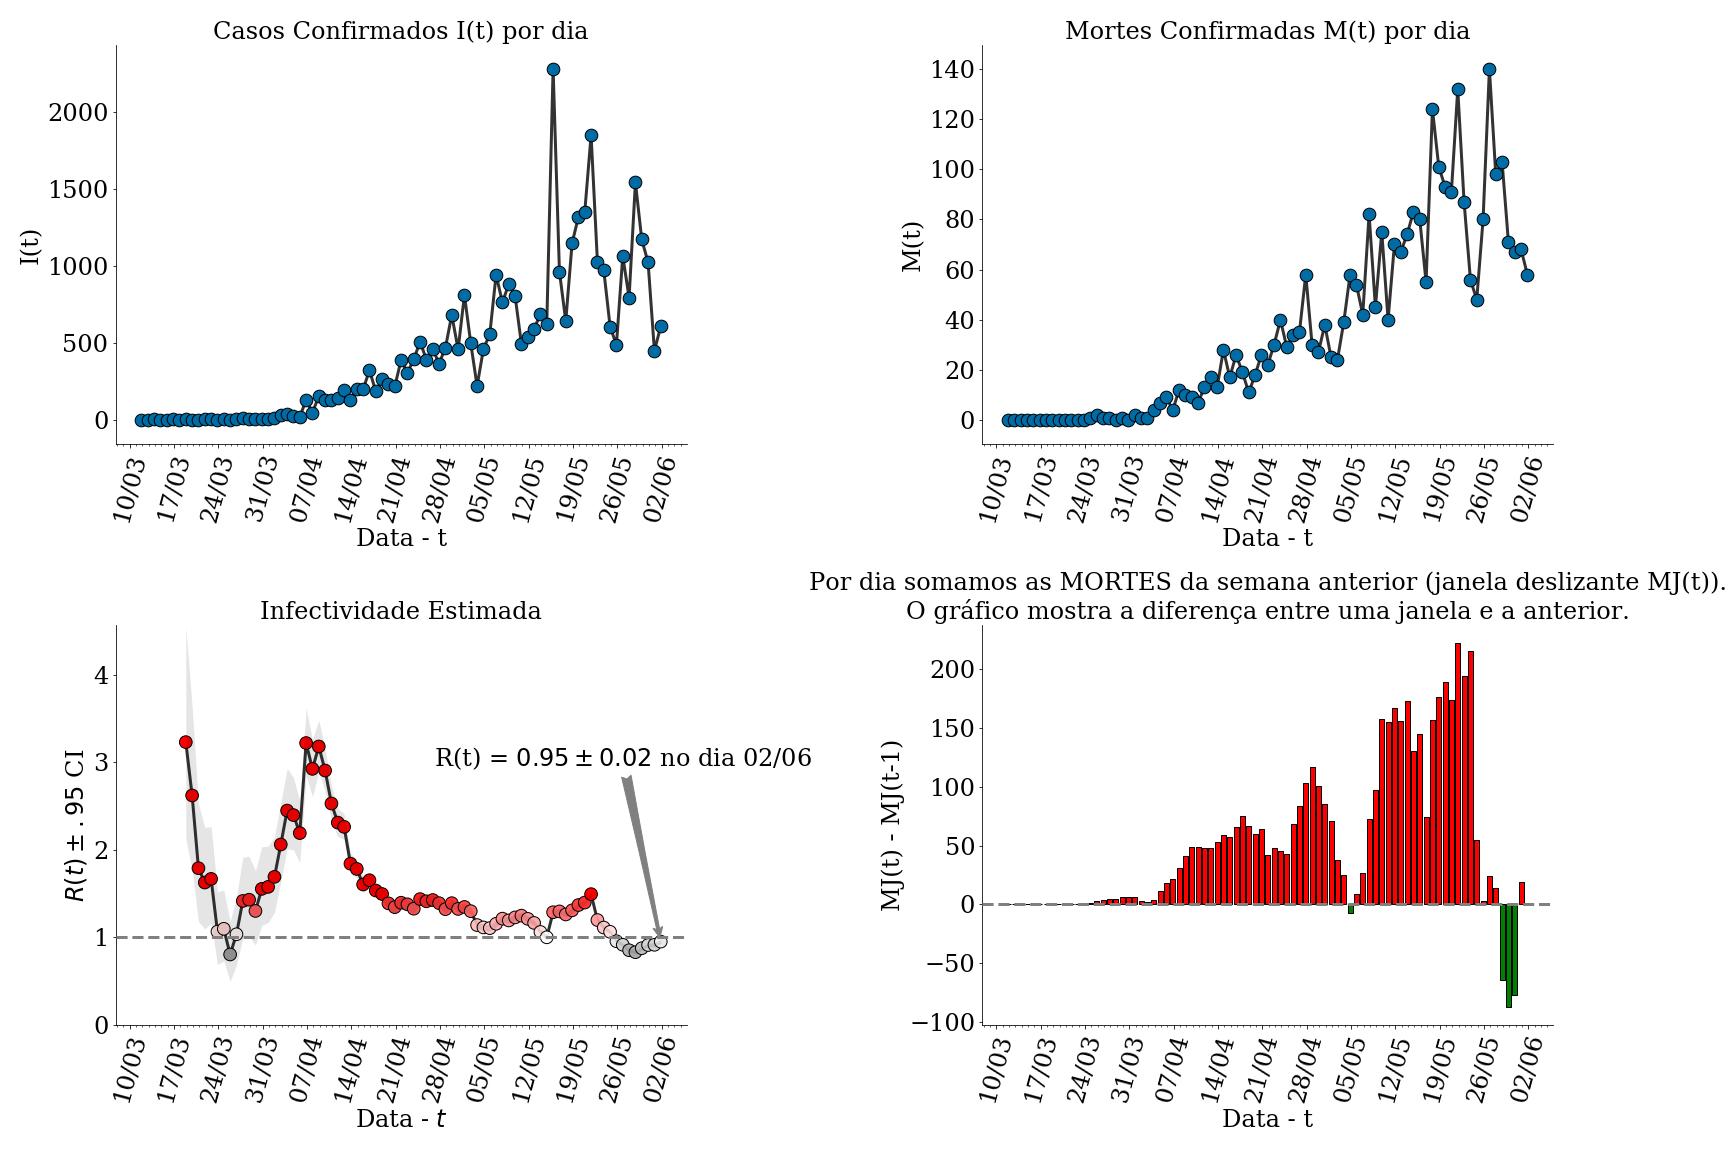 Casos Confirmados I(t) por dia
I(t)
2000
1500
1000
500
0
10/03 17/03 24/03 31/03 07/04 14/04 21/04 28/04 05/05 12/05 19/05 26/05 02/06
Data - t
Mortes Confirmadas M(t) por dia
M(t)
140
120
100
80
60
40
20
0
10/03 17/03 24/03 31/03 07/04 14/04 21/04 28/04 05/05 12/05 19/05 26/05 02/06
Data - t
Infectividade Estimada
R(t) ± .95 CI
4
3
2
1
0
R(t) = 0.95 ± 0.02 no dia 02/06
10/03 17/03 24/03 31/03 07/04 14/04 21/04 28/04 05/05 12/05 19/05 26/05 02/06
Data - t
Por dia somamos as MORTES da semana anterior (janela deslizante MJ(t)).
O gráfico mostra a diferença entre uma janela e a anterior.
MJ(t) - MJ(t-1)
200
150
100
50
0
−50
−100
10/03 17/03 24/03 31/03 07/04 14/04 21/04 28/04 05/05 12/05 19/05 26/05 02/06
Data - t